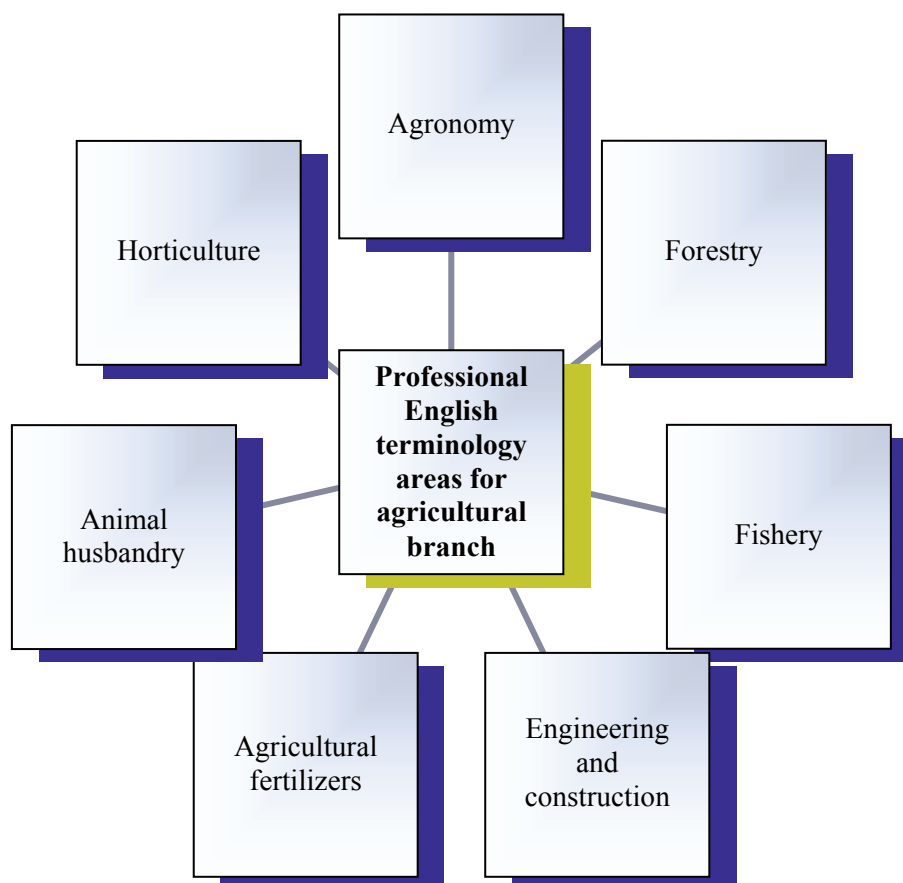 Agronomy
Horticulture
Forestry
Professional
English
terminology
areas for
agricultural
branch
Animal
husbandry
Fishery
Agricultural
fertilizers
Engineering
and
construction